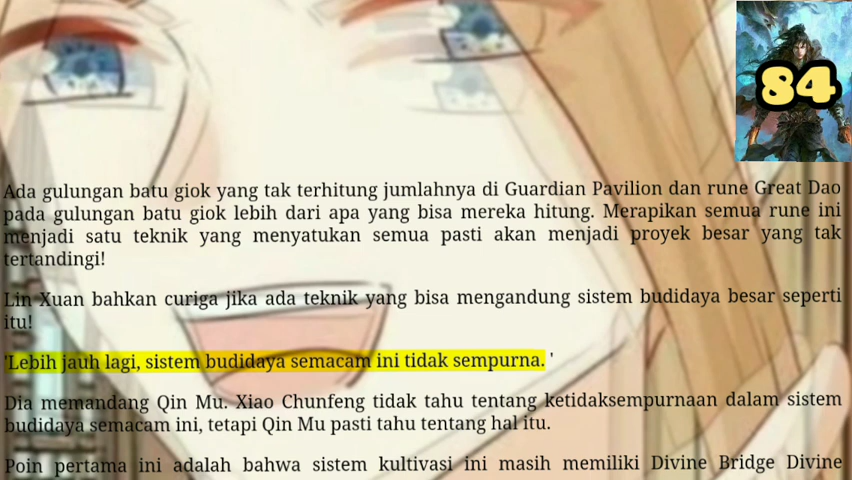 84
Ada gulungan batu giok yang tak terhitung jumlahnya di Guardian Pavilion dan rune Great Dao
pada gulungan batu giok lebih dari apa yang bisa mereka hitung. Merapikan semua rune ini
menjadi satu teknik yang menyatukan semua pasti akan menjadi proyek besar yang tak
tertandingi!
Lin Xuan bahkan curiga jika ada teknik yang bisa mengandung sistem budidaya besar seperti
itu!
'Lebih jauh lagi, sistem budidaya semacam ini tidak sempurna. '
Dia memandang Qin Mu. Xiao Chunfeng tidak tahu tentang ketidaksempurnaan dalam sistem
budidaya semacam ini, tetapi Qin Mu pasti tahu tentang hal itu.
Poin pertama ini adalah bahwa sistem kultivasi ini masih memiliki Divine Bridge Divine